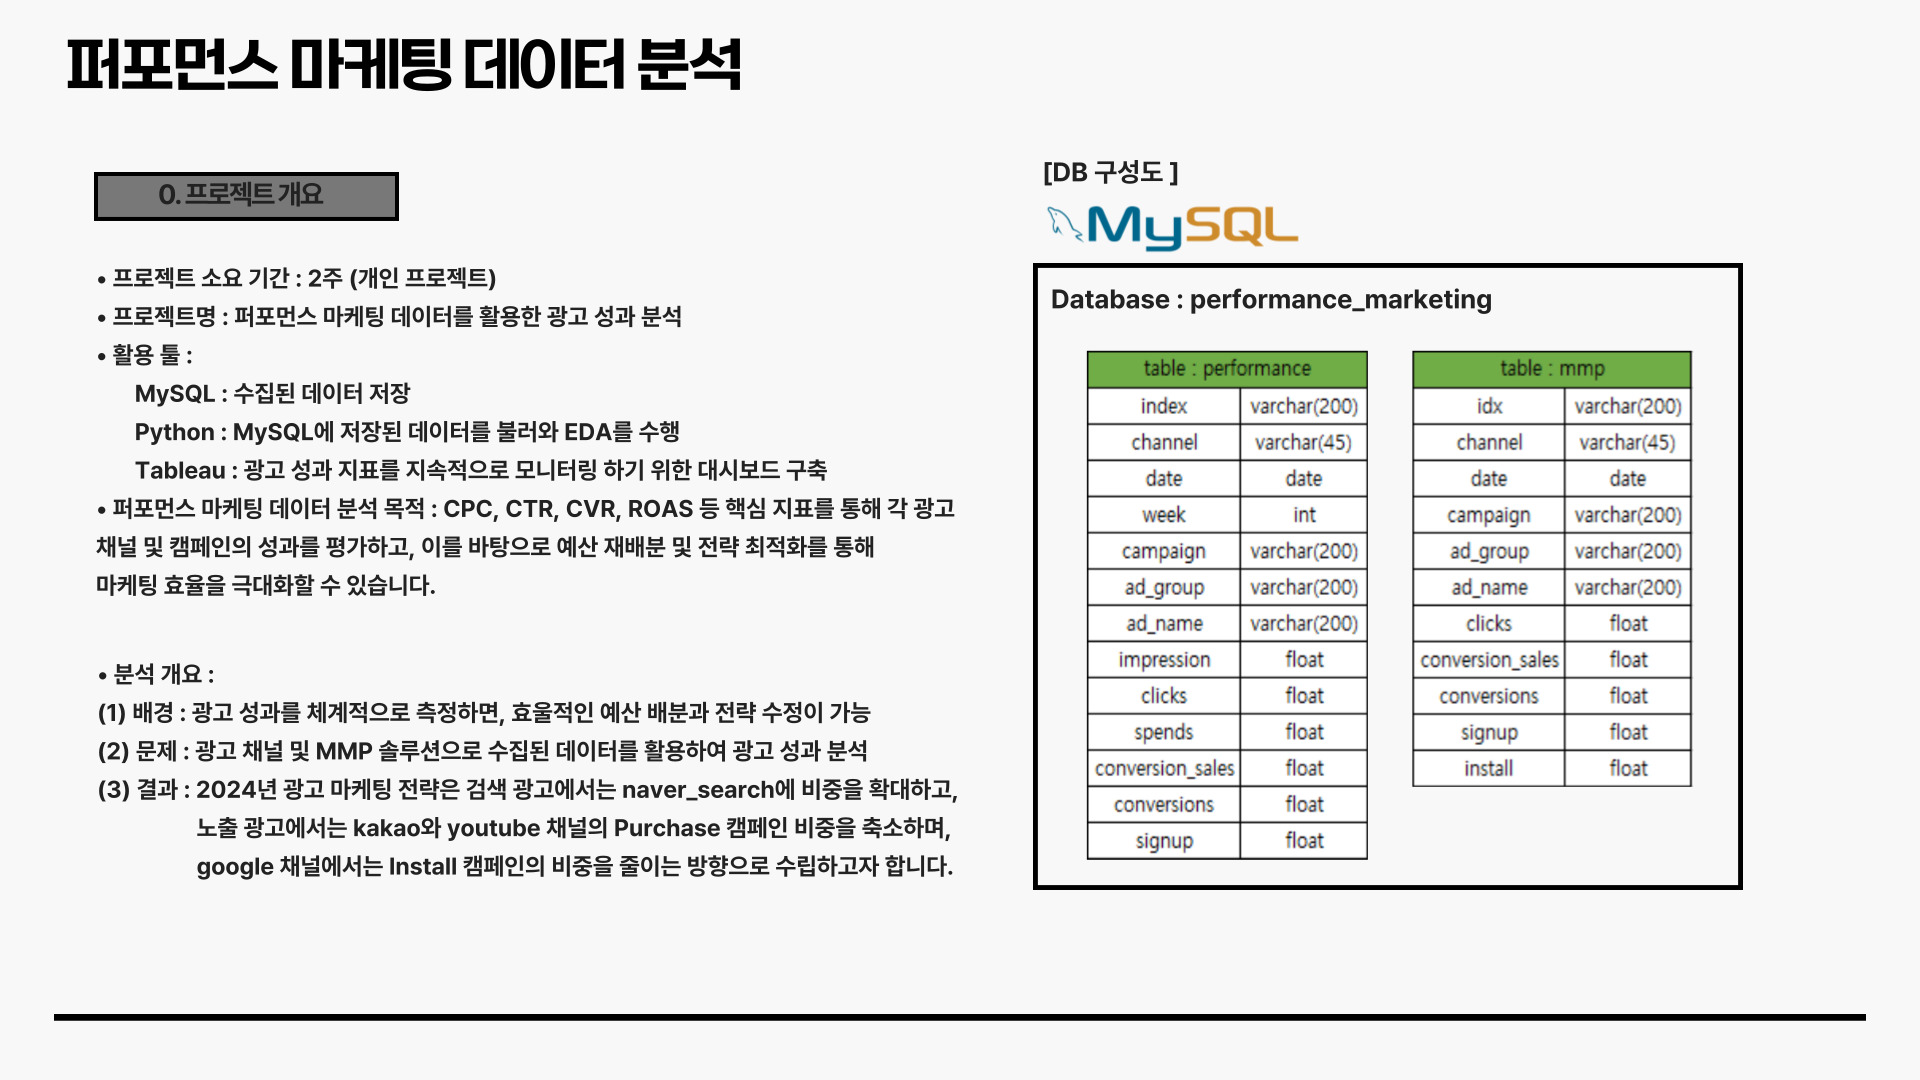 퍼포먼스 마케팅 데이터 분석
0. 프로젝트 개요
• 프로젝트 소요 기간 : 2주 (개인 프로젝트)
• 프로젝트명 : 퍼포먼스 마케팅 데이터를 활용한 광고 성과 분석
• 활용 툴 :
MySQL : 수집된 데이터 저장
Python : MySQL에 저장된 데이터를 불러와 EDA를 수행
Tableau : 광고 성과 지표를 지속적으로 모니터링 하기 위한 대시보드 구축
• 퍼포먼스 마케팅 데이터 분석 목적 : CPC, CTR, CVR, ROAS 등 핵심 지표를 통해 각 광고
채널 및 캠페인의 성과를 평가하고, 이를 바탕으로 예산 재배분 및 전략 최적화를 통해
마케팅 효율을 극대화할 수 있습니다.
• 분석 개요 :
(1) 배경 : 광고 성과를 체계적으로 측정하면, 효울적인 예산 배분과 전략 수정이 가능
(2) 문제 : 광고 채널 및 MMP 솔루션으로 수집된 데이터를 활용하여 광고 성과 분석
(3) 결과 : 2024년 광고 마케팅 전략은 검색 광고에서는 naver_search에 비중을 확대하고,
노출 광고에서는 kakao와 youtube 채널의 Purchase 캠페인 비중을 축소하며,
google 채널에서는 Install 캠페인의 비중을 줄이는 방향으로 수립하고자 합니다.
[DB 구성도 ]
MySQL
Database : performance_marketing
table : performance
index varchar(200)
channel varchar(45)
date date
week int
campaign varchar(200)
ad_group varchar(200)
ad_name varchar(200)
impression float
clicks float
spends float
conversion_sales float
conversions float
signup float
table : mmp
idx varchar(200)
channel varchar(45)
date date
campaign varchar(200)
ad_group varchar(200)
ad_name varchar(200)
clicks float
conversion_sales float
conversions float
signup float
install float